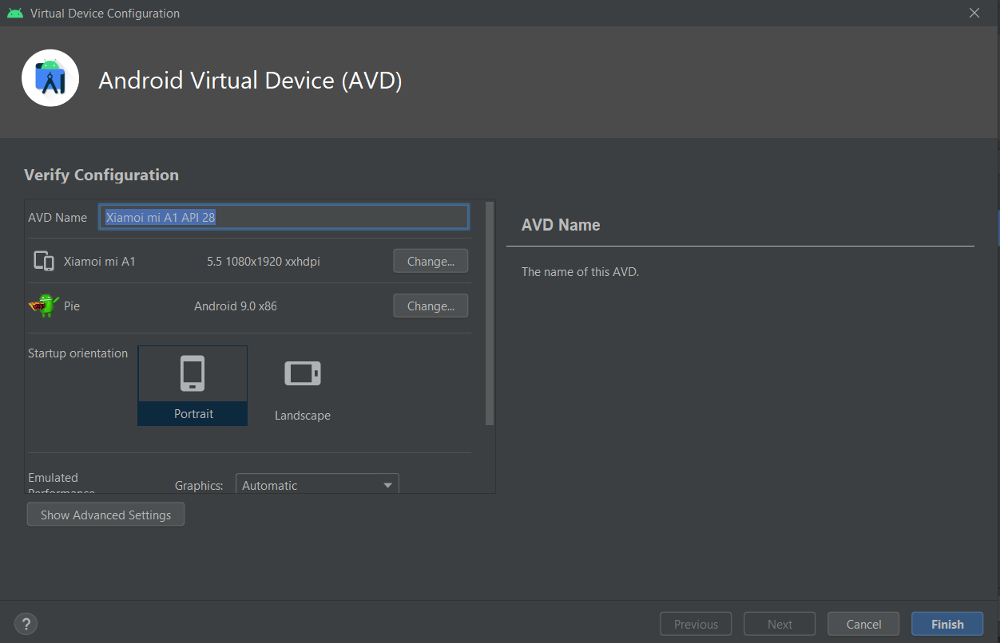 Virtual Device Configuration
Android Virtual Device (AVD)
Verify Configuration
AVD Name Xiamoi mi A1 API 28
Xiamoi mi A1 5.5 1080x1920 xxhdpi Change...
Pie Android 9.0 x86 Change...
Startup orientation
Portrait
Landscape
Emulated
Performance
Graphics: Automatic
Show Advanced Settings
AVD Name
The name of this AVD.
?
Previous Next Cancel Finish